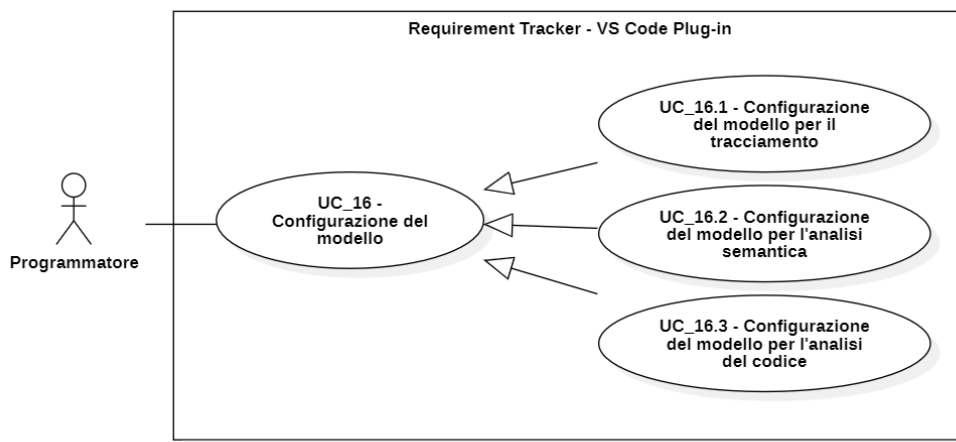 Requirement Tracker - VS Code Plug-in
UC_16.1 - Configurazione
del modello per il
tracciamento
UC_16 -
Configurazione del
modello
UC_16.2 - Configurazione
del modello per l'analisi
semantica
Programmatore
UC_16.3 - Configurazione
del modello per l'analisi
del codice